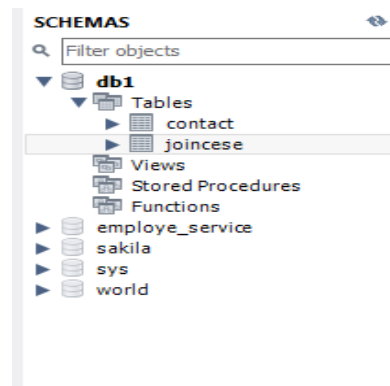 SCHEMAS
Filter objects
db1
Tables
contact
joincese
Views
Stored Procedures
Functions
employe_service
sakila
sys
world